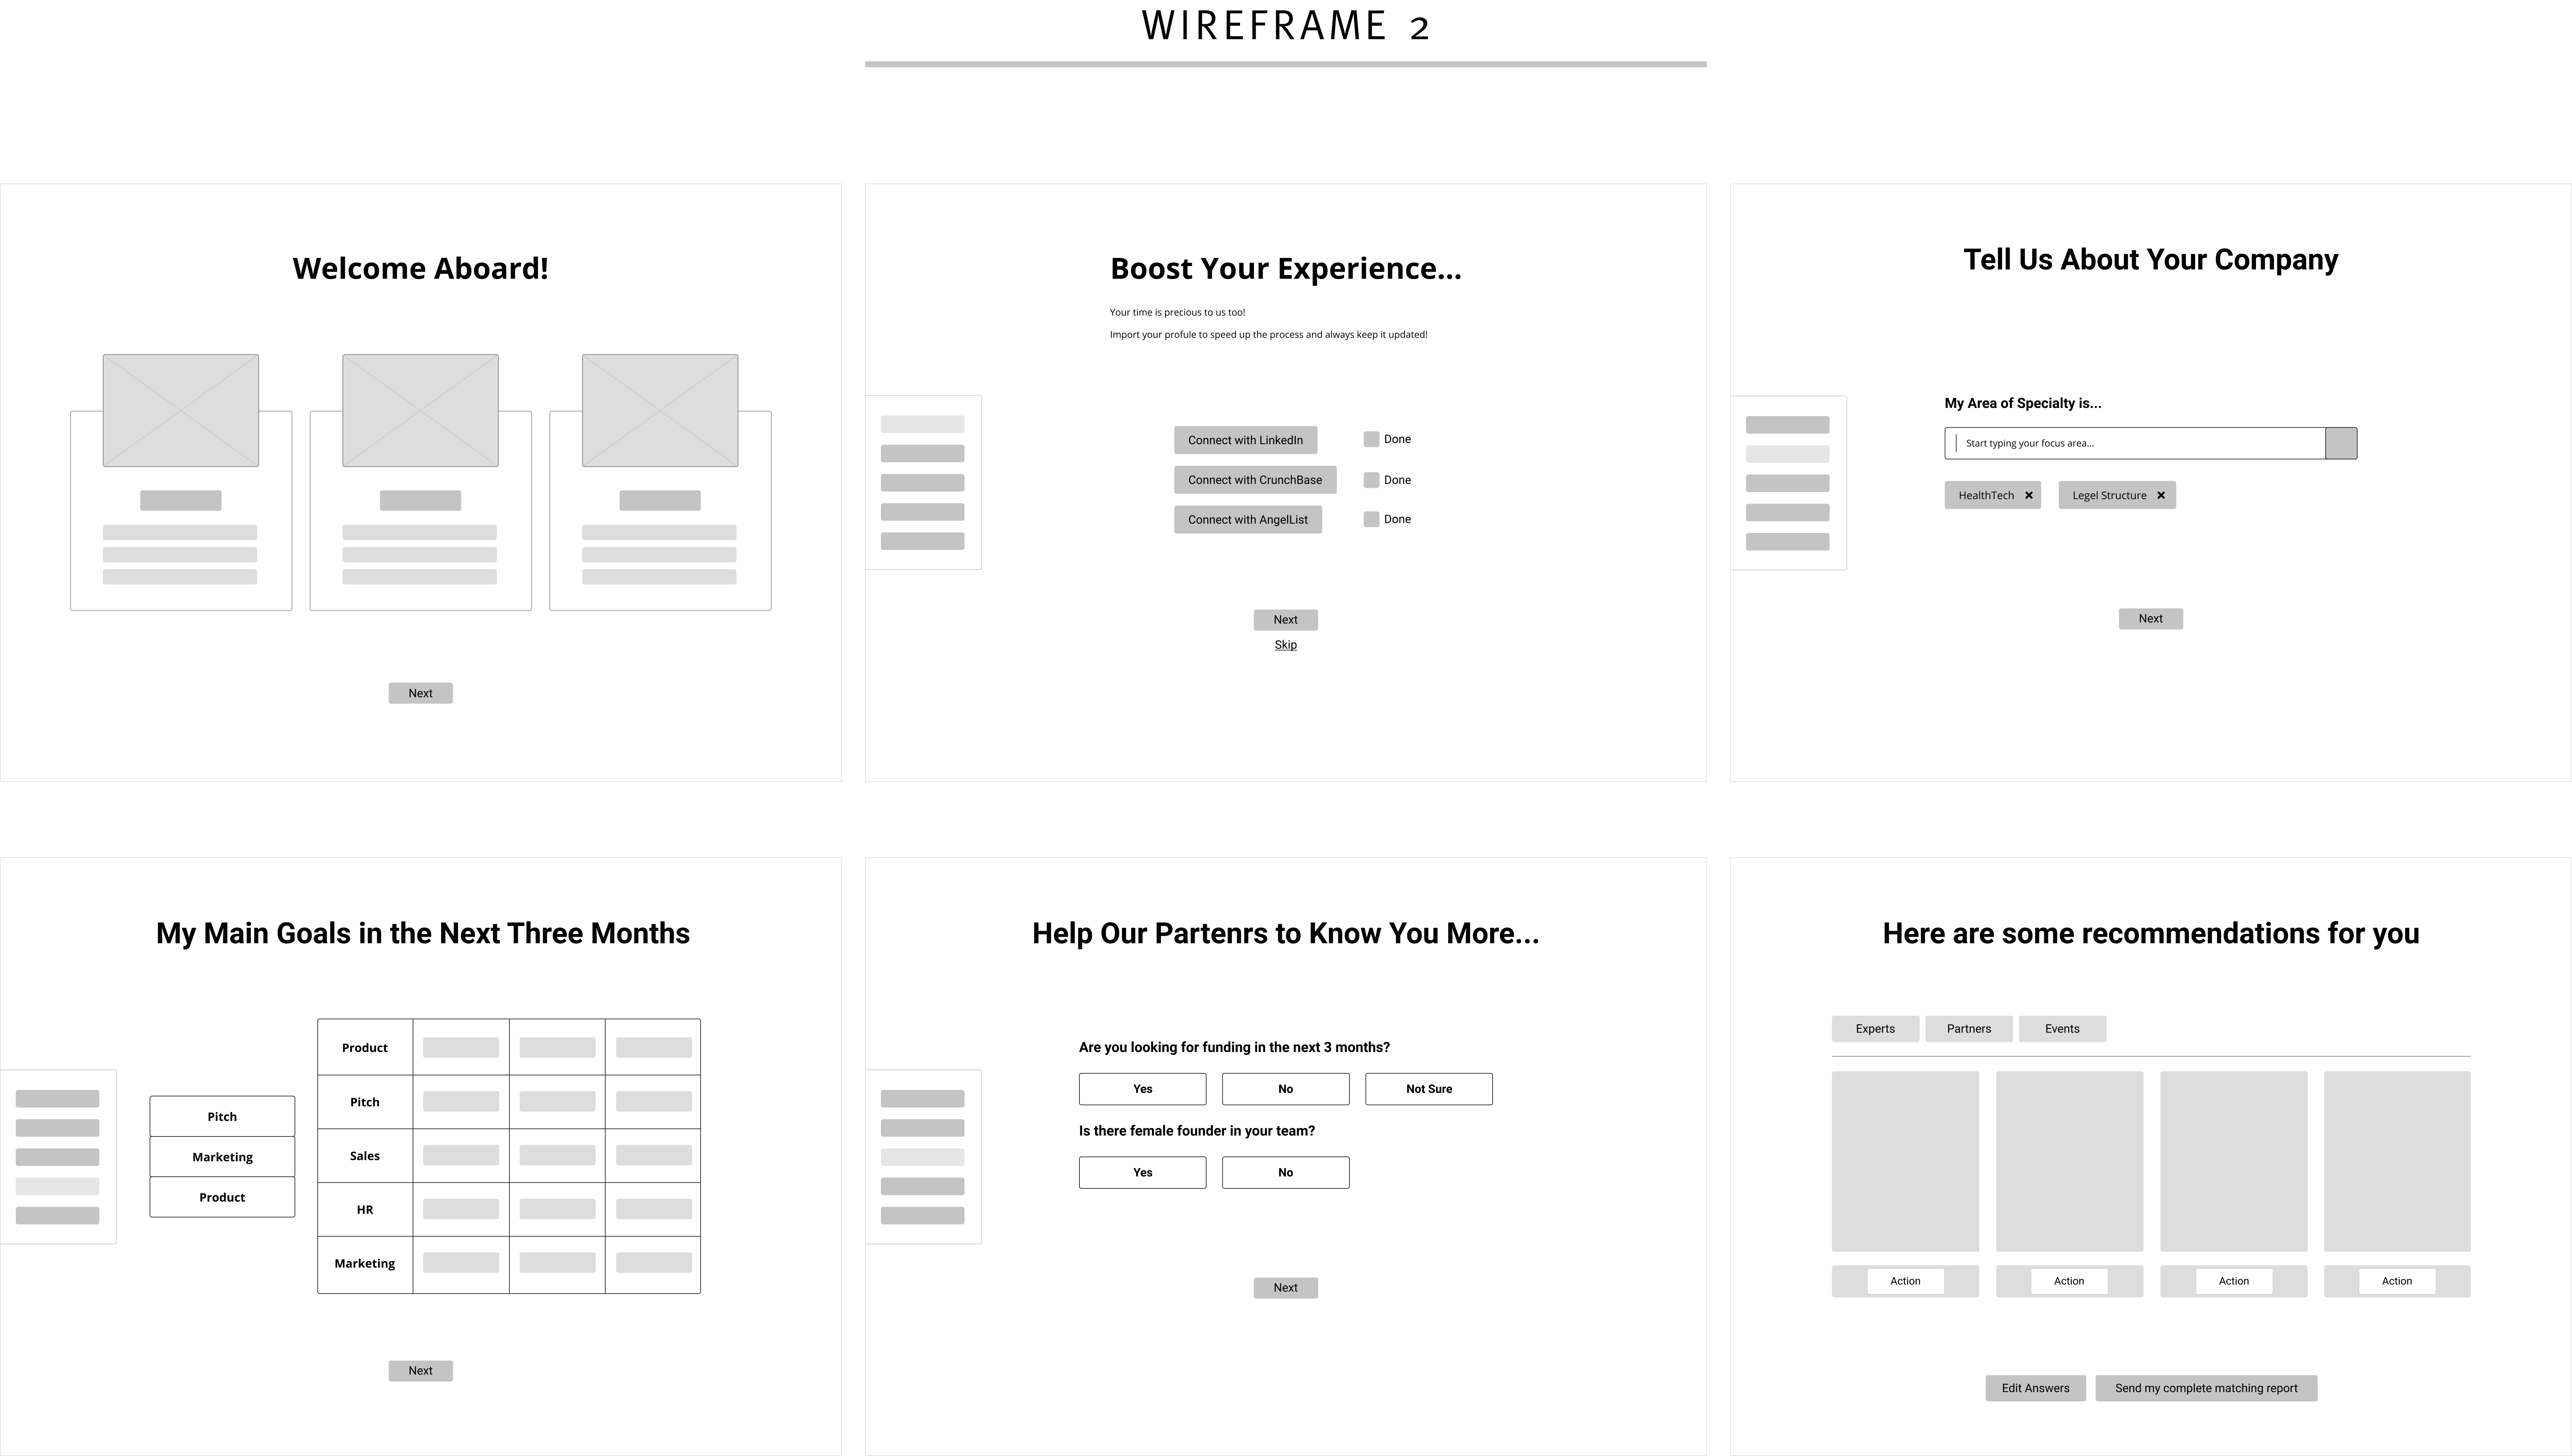 WIREFRAME 2
Welcome Aboard!
Next
Boost Your Experience...
Your time is precious to us too!
Import your profule to speed up the process and always keep it updated!
Connect with LinkedIn
Done
Connect with CrunchBase
Done
Connect with AngelList
Done
Next
Skip
Tell Us About Your Company
My Area of Specialty is...
Start typing your focus area...
HealthTech
Legel Structure
Next
My Main Goals in the Next Three Months
Pitch
Marketing
Product
Product
Pitch
Sales
HR
Marketing
Next
Help Our Partenrs to Know You More...
Are you looking for funding in the next 3 months?
Yes No Not Sure
Is there female founder in your team?
Yes No
Next
Here are some recommendations for you
Experts Partners Events
Action Action Action Action
Edit Answers Send my complete matching report